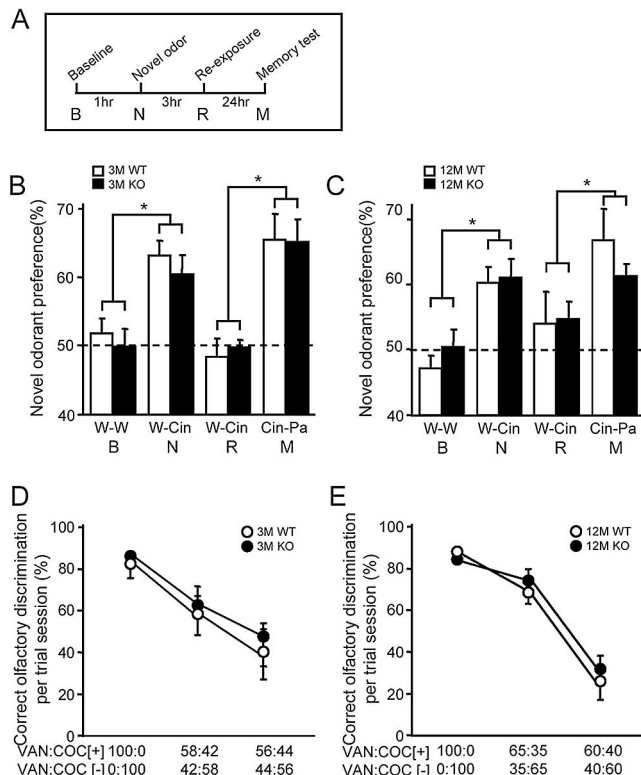 A
Baseline
Novel odor
Re-exposure
Memory test
1hr 3hr 24hr
B N R M
B
3M WT
3M KO
Novel odorant preference(%)
70
60
50
40
*
*
W-W W-Cin W-Cin Cin-Pa
B N R M
C
12M WT
12M KO
Novel odorant preference(%)
70
60
50
40
*
*
W-W W-Cin W-Cin Cin-Pa
B N R M
D
3M WT
3M KO
Correct olfactory discrimination
per trial session (%)
100
80
60
40
20
0
VAN:COC[+] 100:0 58:42 56:44
VAN:COC [-] 0:100 42:58 44:56
E
12M WT
12M KO
Correct olfactory discrimination
per trial session (%)
100
80
60
40
20
0
VAN:COC[+] 100:0 65:35 60:40
VAN:COC [-] 0:100 35:65 40:60